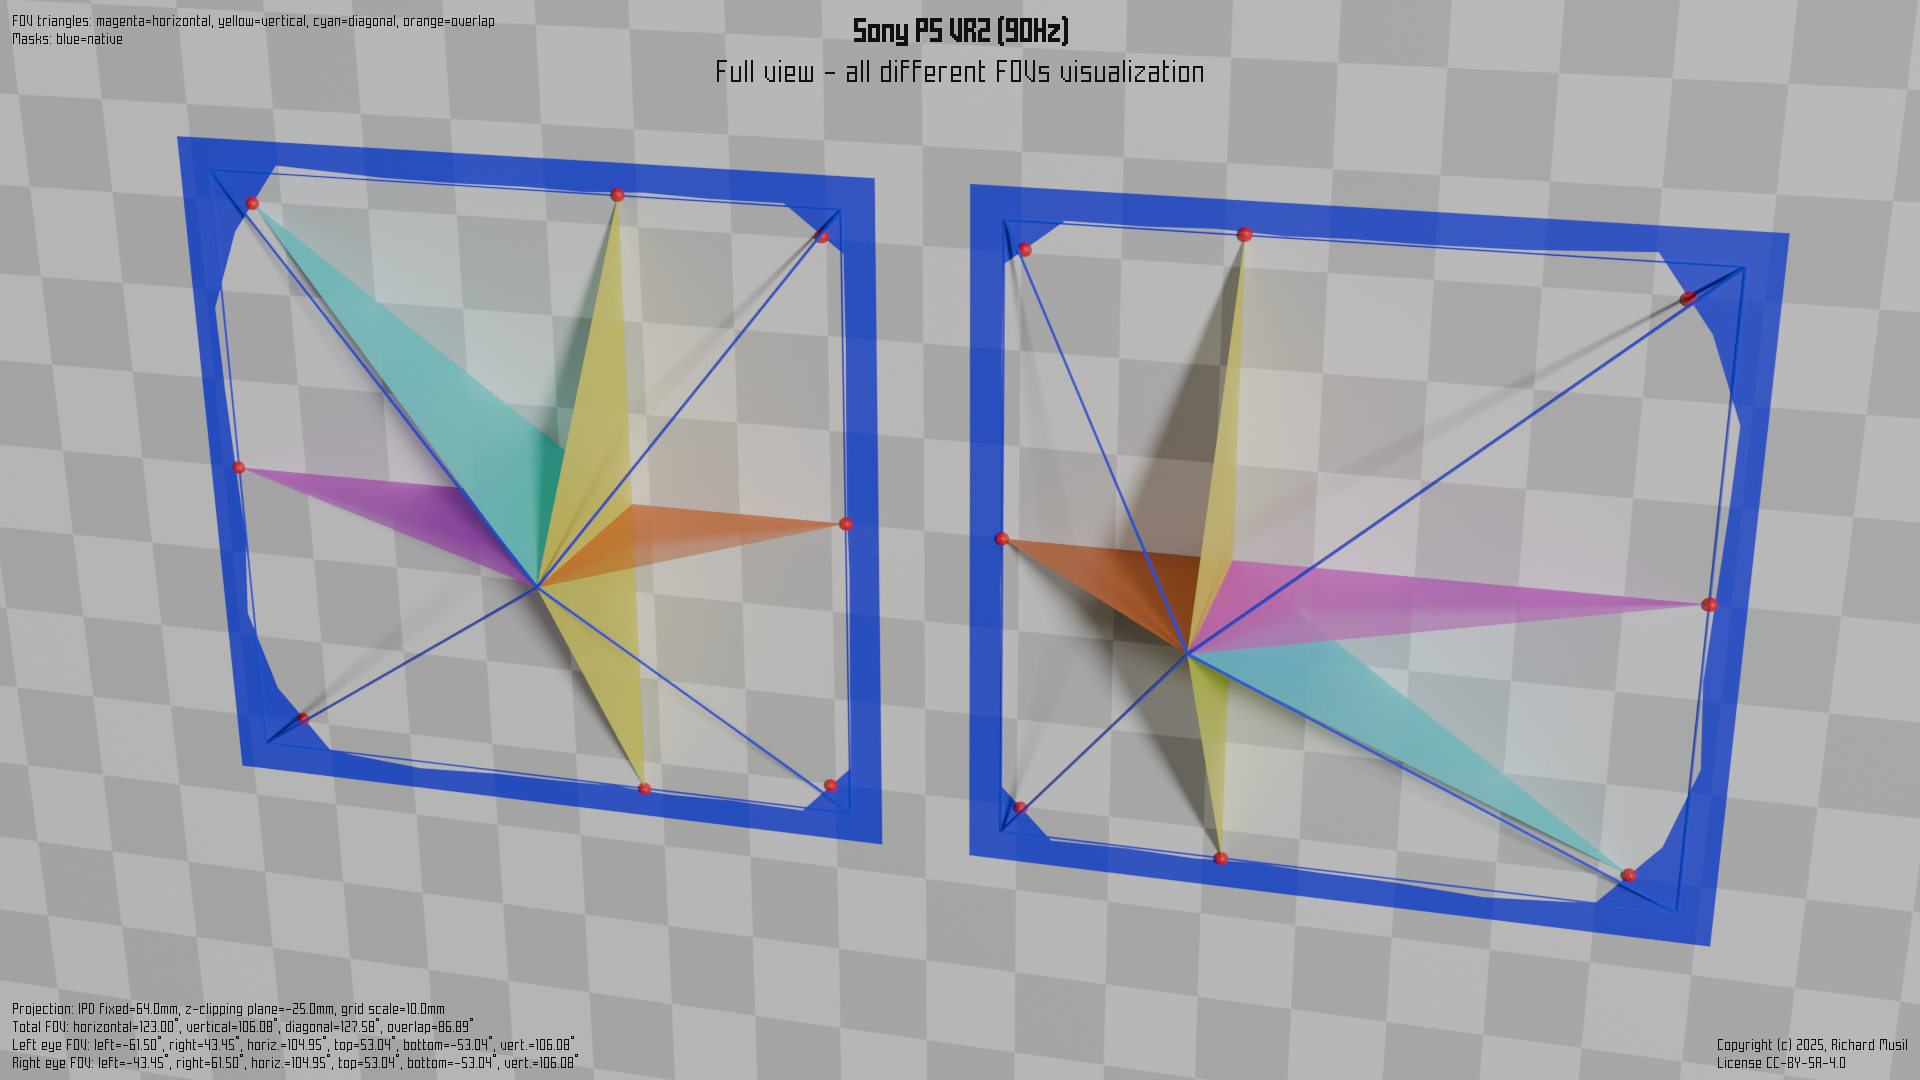 FOV triangles: magenta=horizontal, yellow=vertical, cyan=diagonal, orange=overlap
Masks: blue=native
Sony PS VR2 (90Hz)
Full view - all different FOVs visualization
Projection: IPD fixed=64.0mm, z-clipping plane=-25.0mm, grid scale=10.0mm
Total FOV: horizontal=123.00°, vertical=106.08°, diagonal=127.58°, overlap=86.89°
Left eye FOV: left=-61.50°, right=43.45°, horiz.=104.95°, top=53.04°, bottom=-53.04°, vert.=106.08°
Right eye FOV: left=-43.45°, right=61.50°, horiz.=104.95°, top=53.04°, bottom=-53.04°, vert.=106.08°
Copyright (c) 2025, Richard Musil
License CC-BY-SA-4.0